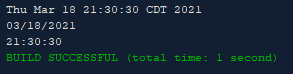 Thu Mar 18 21:30:30 CDT 2021
03/18/2021
21:30:30
BUILD SUCCESSFUL (total time: 1 second)